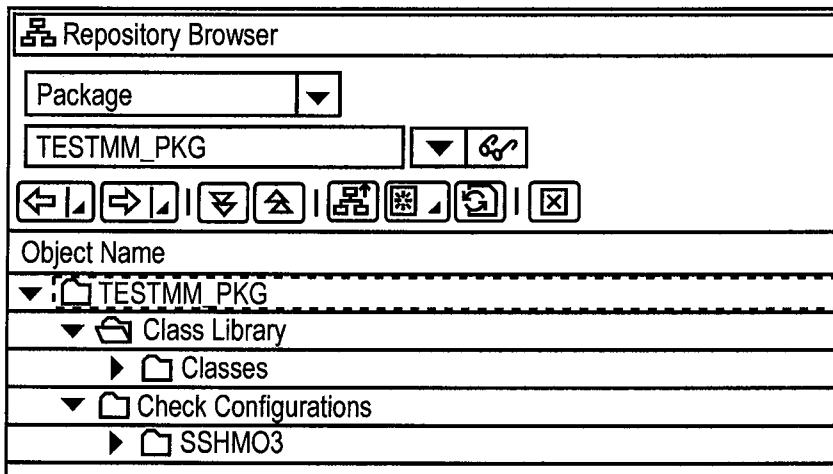 Repository Browser
Package
TESTMM_PKG
Object Name
TESTMM_PKG
Class Library
Classes
Check Configurations
SSHMO3